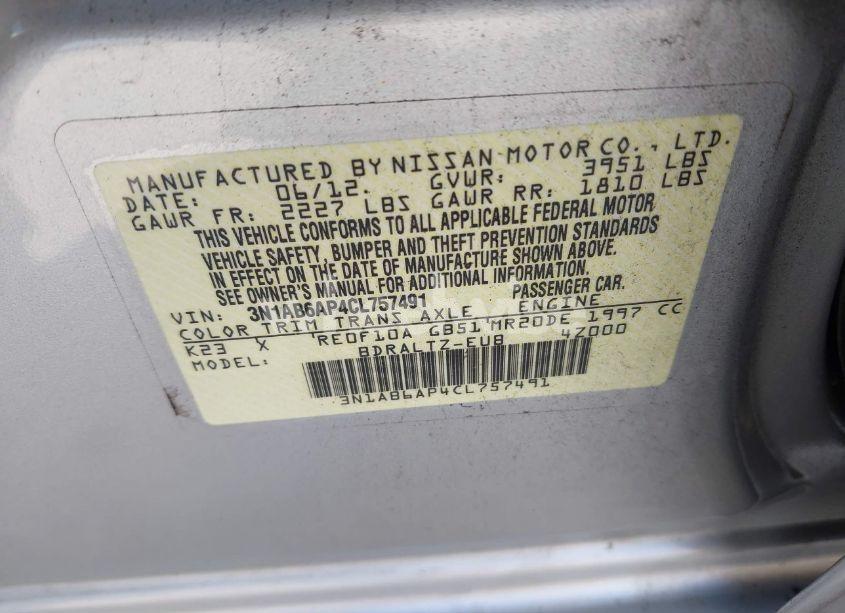 MANUFACTURED BY NISSAN MOTOR CO., LTD.
DATE: 06/12. GVWR: 3951 LBS
GAWR FR: 2227 LBS GAWR RR: 1810 LBS
THIS VEHICLE CONFORMS TO ALL APPLICABLE FEDERAL MOTOR
VEHICLE SAFETY, BUMPER AND THEFT PREVENTION STANDARDS
IN EFFECT ON THE DATE OF MANUFACTURE SHOWN ABOVE.
SEE OWNER'S MANUAL FOR ADDITIONAL INFORMATION.
VIN: 3N1AB6AP4CL757491 PASSENGER CAR.
COLOR TRIM TRANS AXLE ENGINE
K23 X RE0F10A GB51 MR20DE 1997 CC
MODEL: BDRALTZ-EUB 4Z000
3N1AB6AP4CL757491